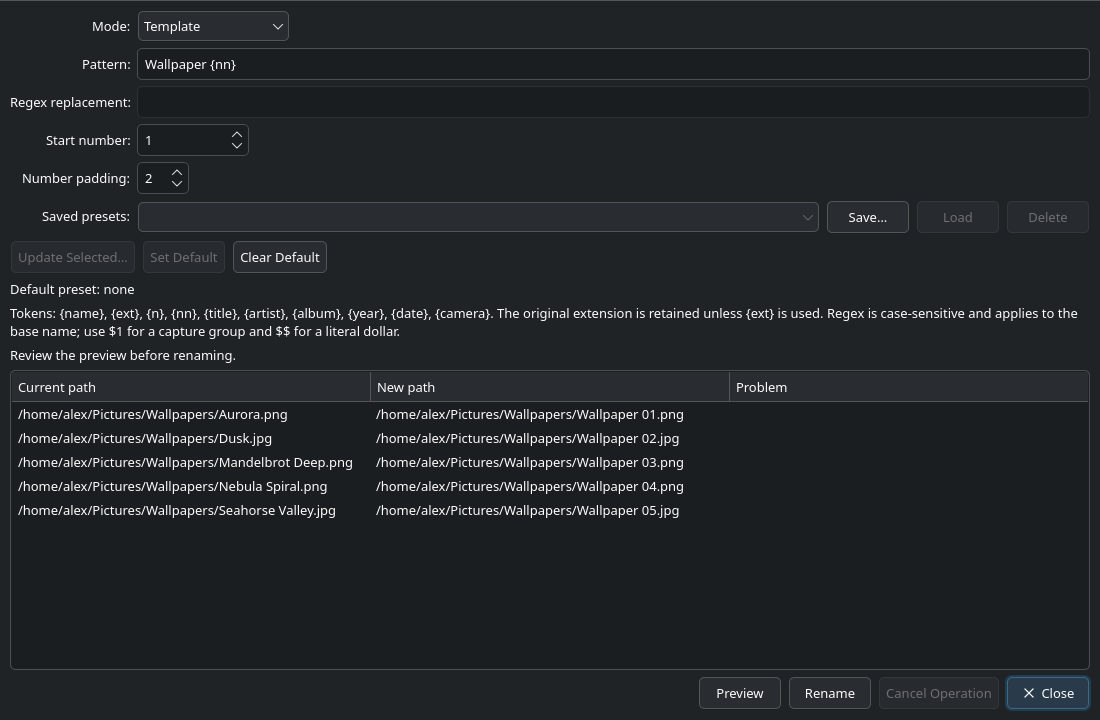 Mode: Template
Pattern: Wallpaper {nn}
Regex replacement:
Start number: 1
Number padding: 2
Saved presets: Save... Load Delete
Update Selected... Set Default Clear Default
Default preset: none
Tokens: {name}, {ext}, {n}, {nn}, {title}, {artist}, {album}, {year}, {date}, {camera}. The original extension is retained unless {ext} is used. Regex is case-sensitive and applies to the
base name; use $1 for a capture group and $$ for a literal dollar.
Review the preview before renaming.
Current path New path Problem
/home/alex/Pictures/Wallpapers/Aurora.png /home/alex/Pictures/Wallpapers/Wallpaper 01.png
/home/alex/Pictures/Wallpapers/Dusk.jpg /home/alex/Pictures/Wallpapers/Wallpaper 02.jpg
/home/alex/Pictures/Wallpapers/Mandelbrot Deep.png /home/alex/Pictures/Wallpapers/Wallpaper 03.png
/home/alex/Pictures/Wallpapers/Nebula Spiral.png /home/alex/Pictures/Wallpapers/Wallpaper 04.png
/home/alex/Pictures/Wallpapers/Seahorse Valley.jpg /home/alex/Pictures/Wallpapers/Wallpaper 05.jpg
Preview Rename Cancel Operation Close